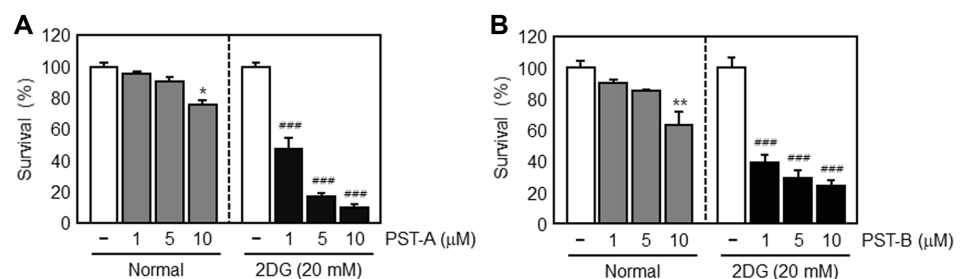 A
120
100
80
60
40
20
0
Survival (%)
*
###
###
###
– 1 5 10 – 1 5 10 PST-A (μM)
Normal 2DG (20 mM)
B
120
100
80
60
40
20
0
Survival (%)
**
###
###
###
– 1 5 10 – 1 5 10 PST-B (μM)
Normal 2DG (20 mM)